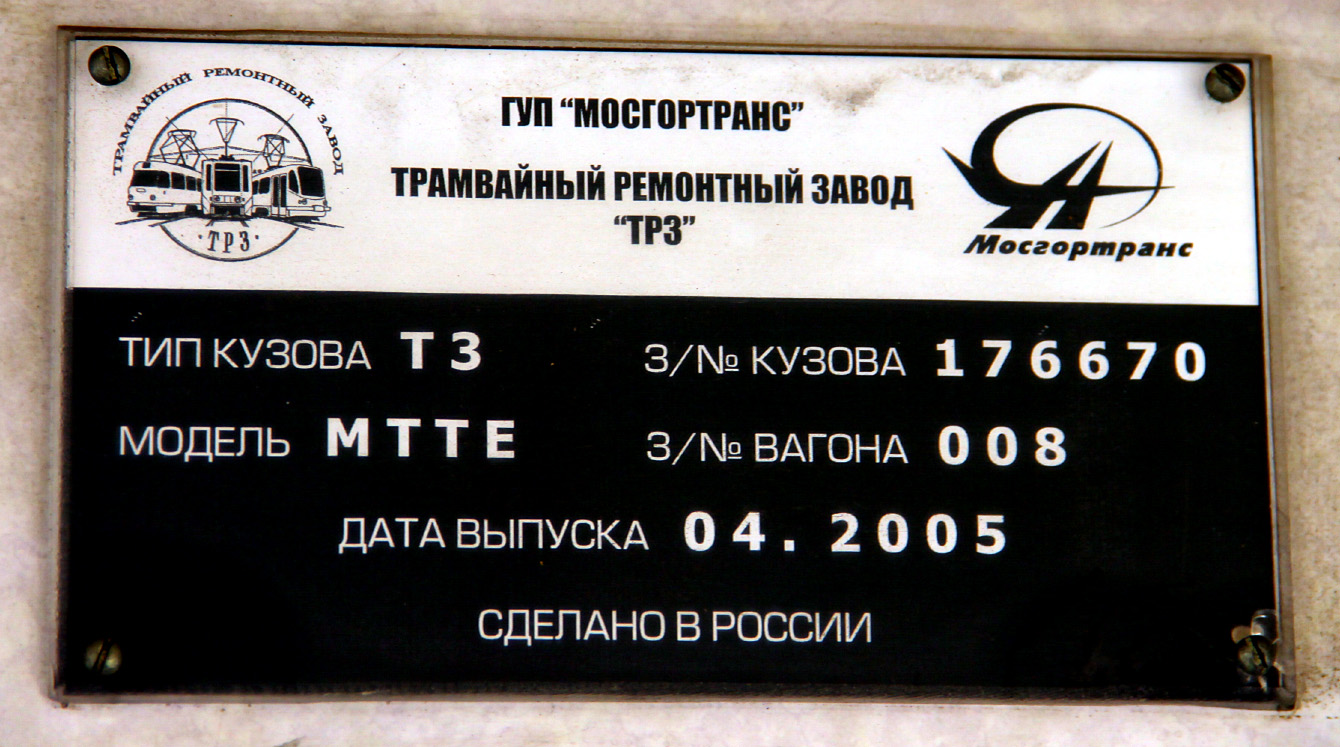 ТРАМВАЙНЫЙ РЕМОНТНЫЙ ЗАВОД
·ТРЗ·
ГУП “МОСГОРТРАНС”
ТРАМВАЙНЫЙ РЕМОНТНЫЙ ЗАВОД
“ТРЗ”
Мосгортранс
ТИП КУЗОВА Т3 З/№ КУЗОВА 176670
МОДЕЛЬ МТТЕ З/№ ВАГОНА 008
ДАТА ВЫПУСКА 04.2005
СДЕЛАНО В РОССИИ